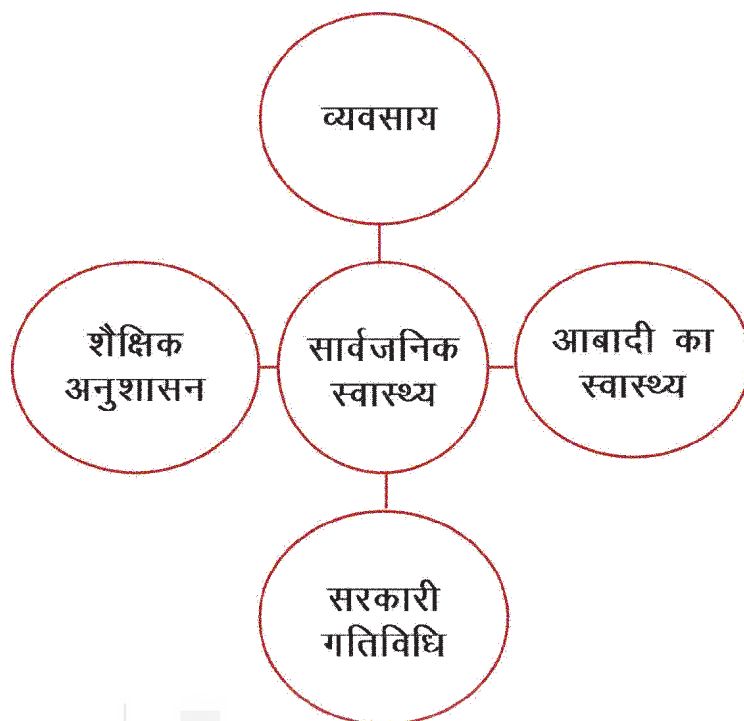 व्यवसाय
शैक्षिक
अनुशासन
सार्वजनिक
स्वास्थ्य
आबादी का
स्वास्थ्य
सरकारी
गतिविधि